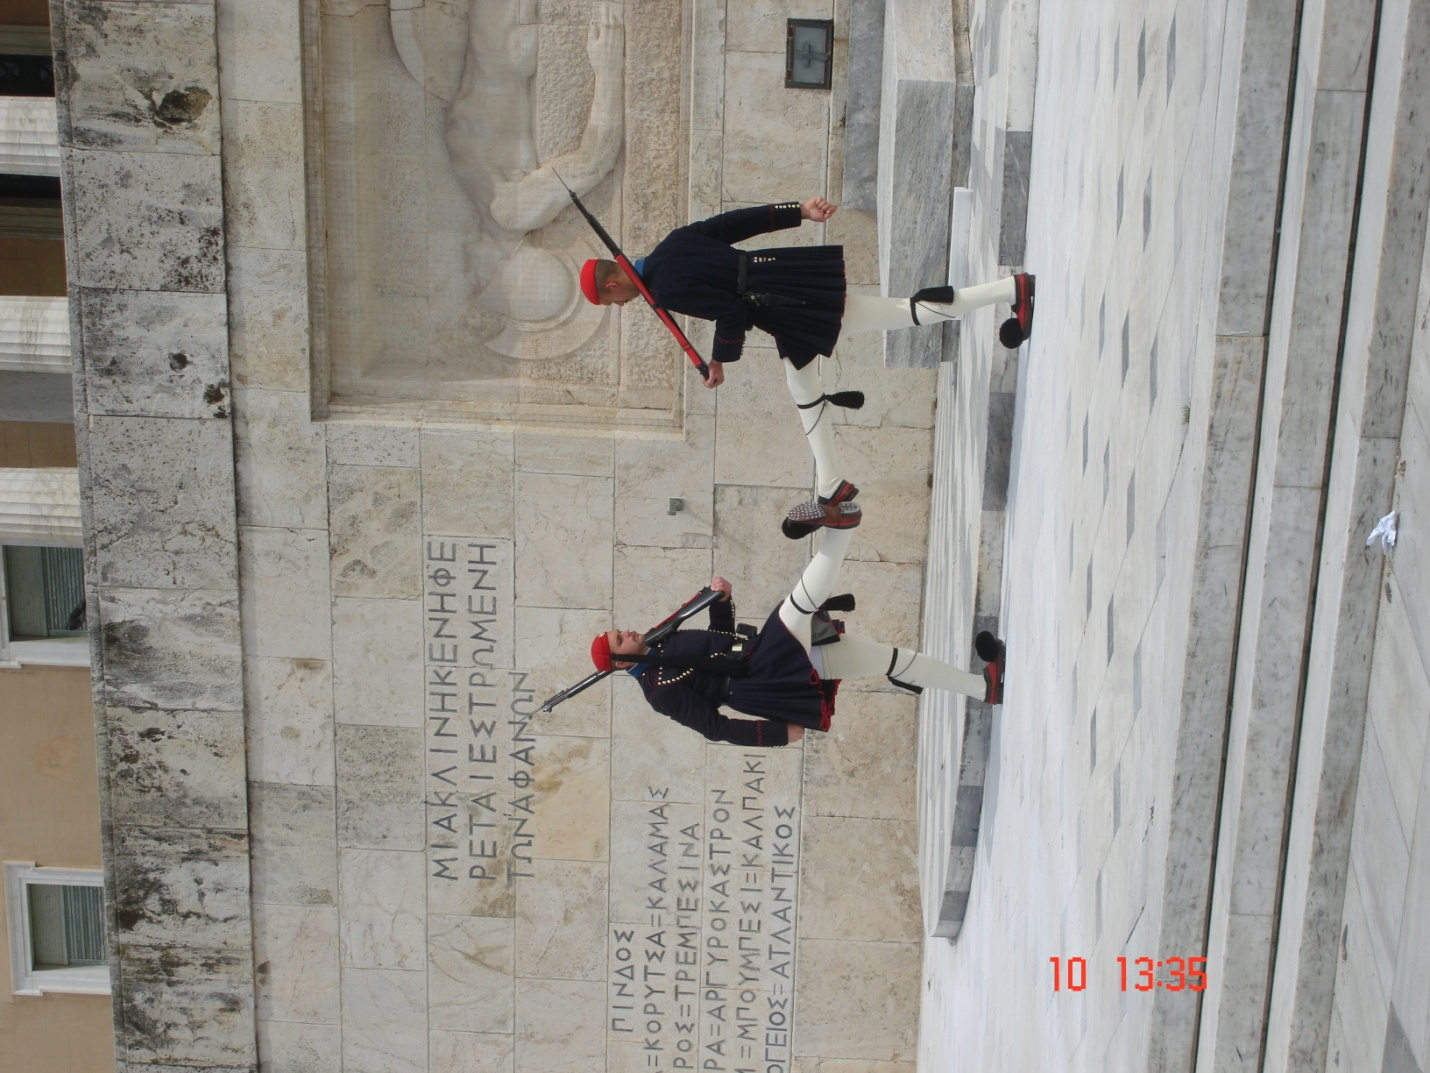 ΜΙΑ ΚΛΙΝΗ ΚΕΝΗ ΦΕ
ΡΕΤΑΙ ΕΣΤΡΩΜΕΝΗ
ΤΩΝ ΑΦΑΝΩΝ
ΠΙΝΔΟΣ
=ΚΟΡΥΤΣΑ=ΚΑΛΑΜΑΣ
ΡΟΣ=ΤΡΕΜΠΕΣΙΝΑ
ΡΑ=ΑΡΓΥΡΟΚΑΣΤΡΟΝ
=ΜΠΟΥΜΠΕΣΙ=ΚΑΛΠΑΚΙ
ΟΓΕΙΟΣ=ΑΤΛΑΝΤΙΚΟΣ
10 13:35